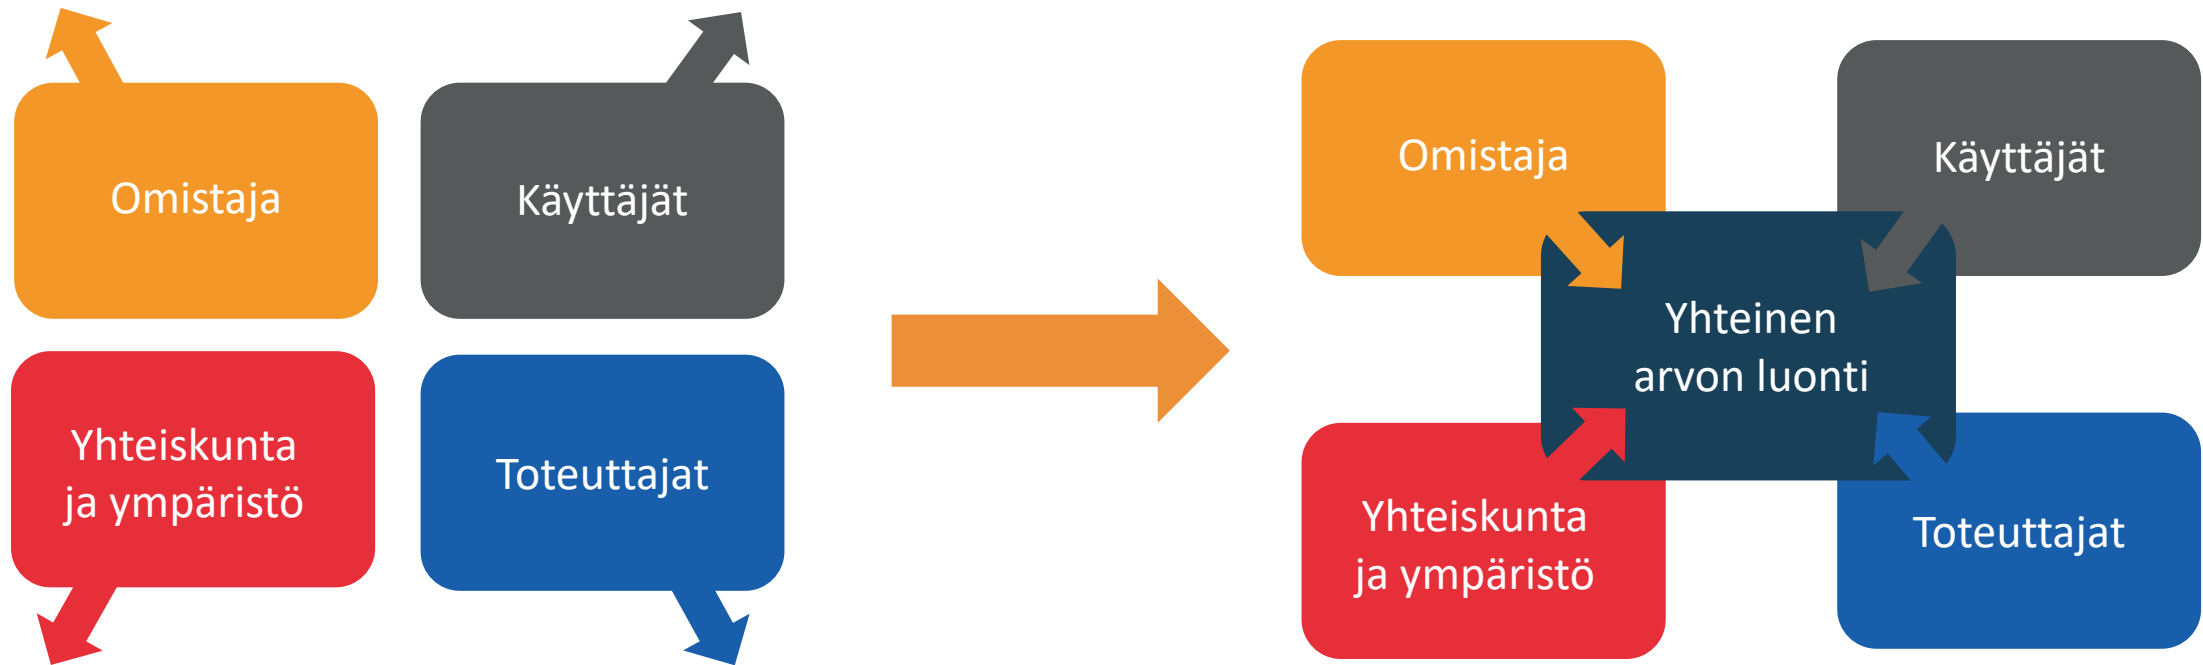 Omistaja
Käyttäjät
Yhteiskunta
ja ympäristö
Toteuttajat
Omistaja
Käyttäjät
Yhteinen
arvon luonti
Yhteiskunta
ja ympäristö
Toteuttajat